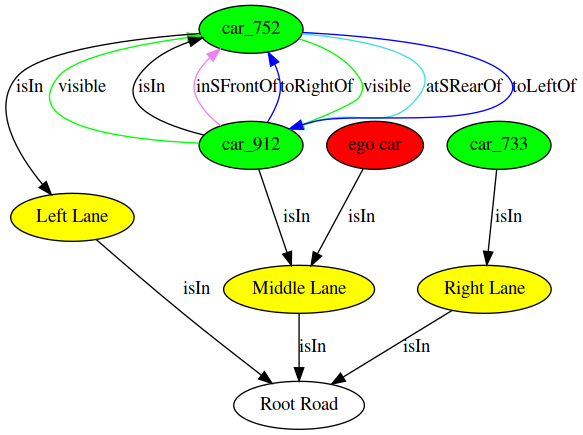 car_752
isIn visible isIn inSFrontOf toRightOf visible atSRearOf toLeftOf
car_912 ego car car_733
isIn isIn isIn
Left Lane
isIn Middle Lane Right Lane
isIn isIn
Root Road